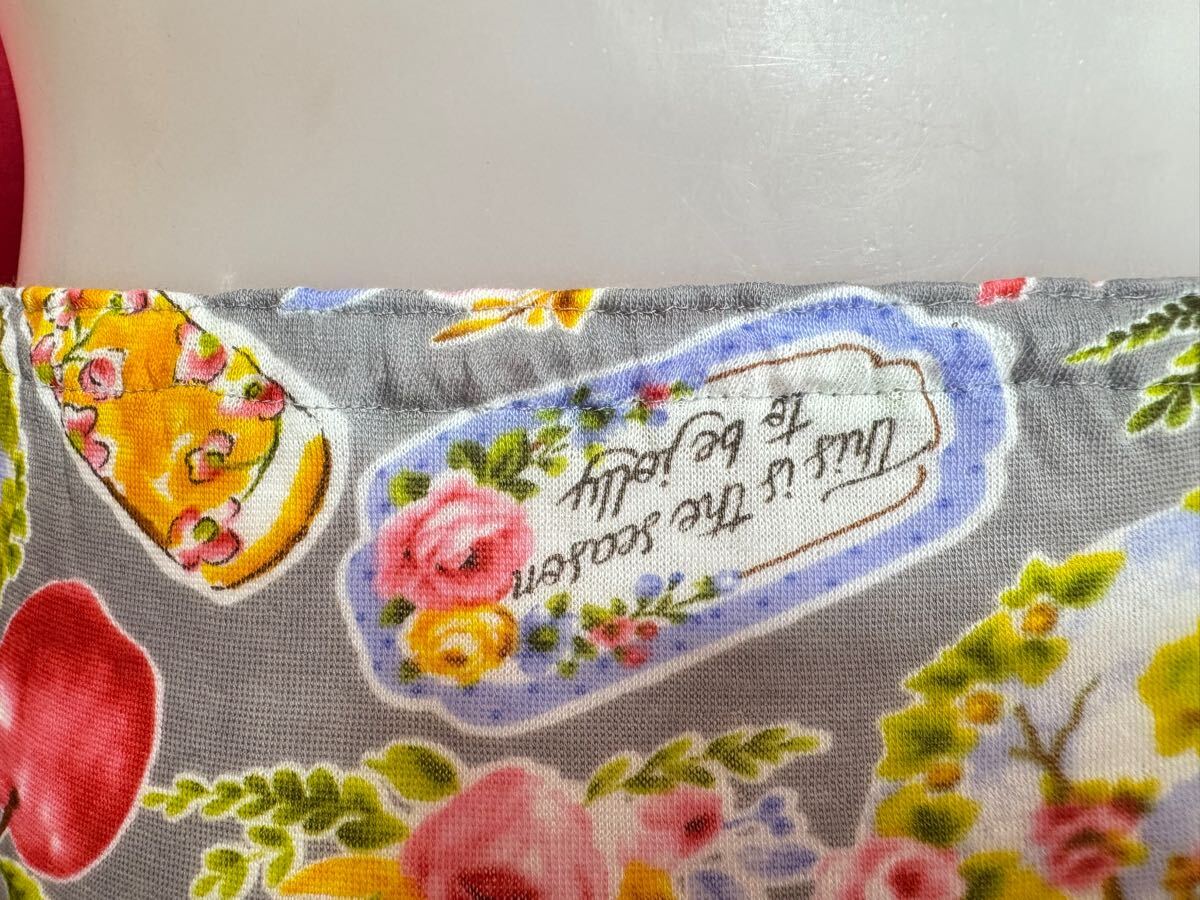 This is the season
to be jolly